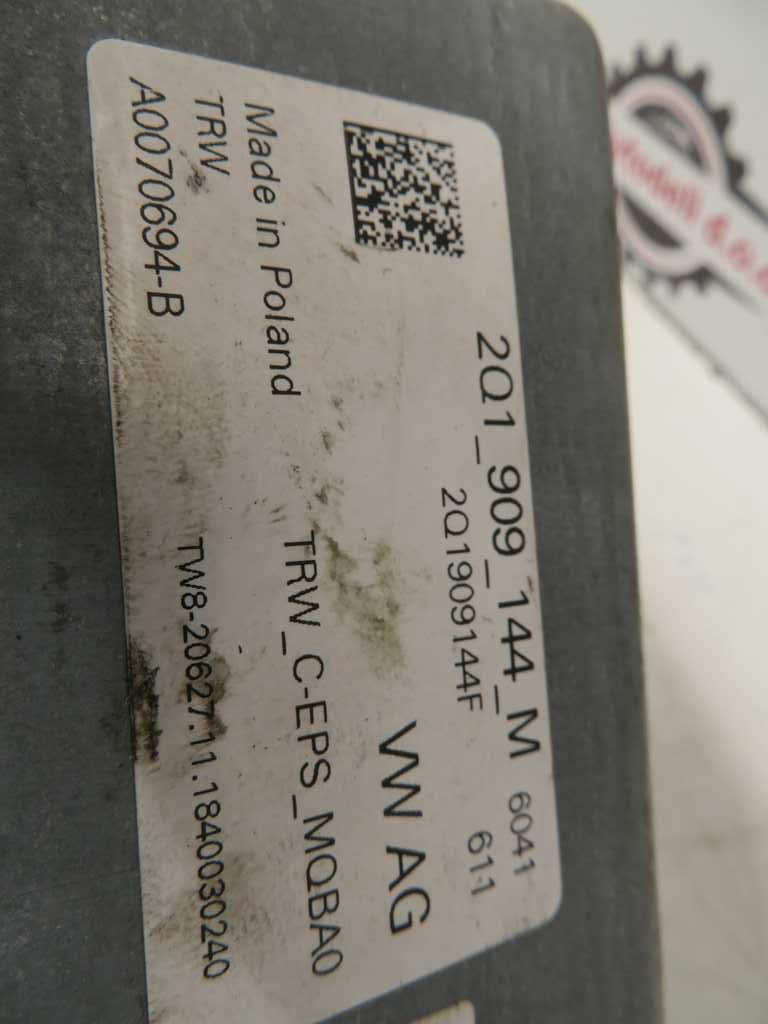 2Q1_909_144_M 6041
2Q1909144F 611
VW AG
Made in Poland TRW_C-EPS_MQBA0
TRW TW8-20627.11.1840030240
A0070694-B
d.o.o